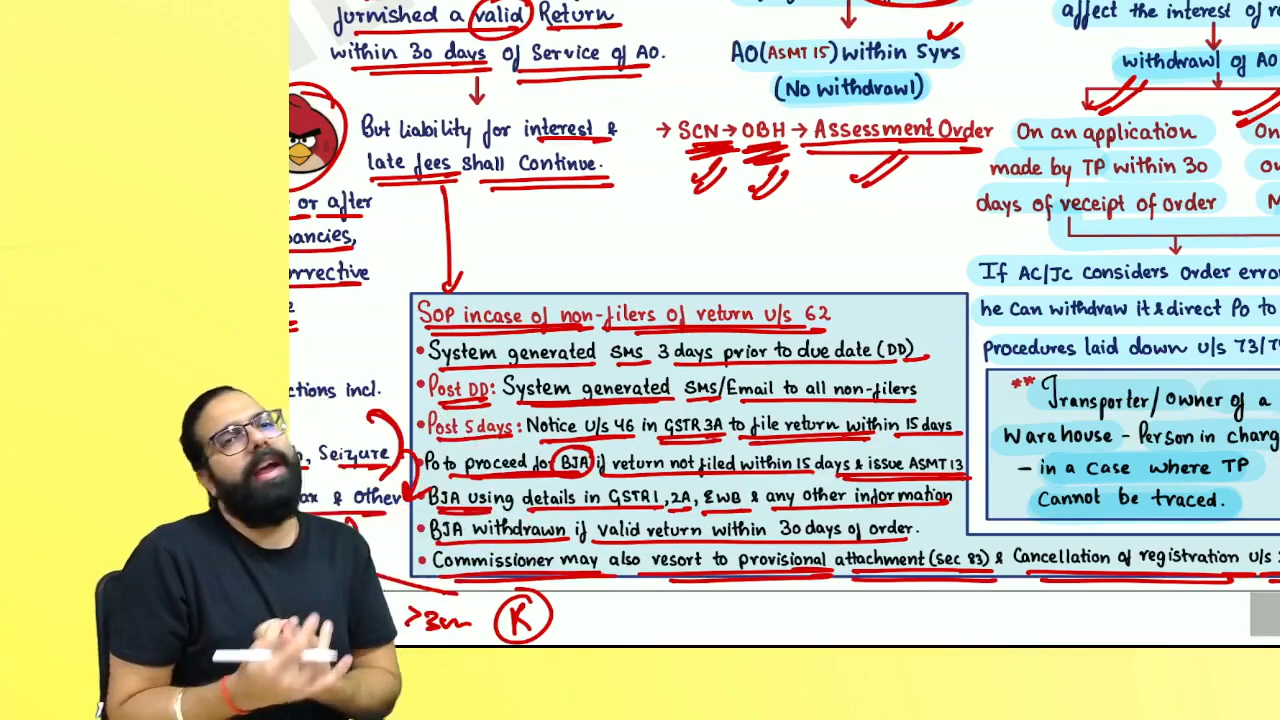 furnished a valid Return
within 30 days of Service of AO.
But liability for interest &
late fees shall Continue.
or after
pancies,
rrective
e
ctions incl.
Seizure
ax & Other
AO(ASMT 15) within 5yrs
(No withdrawl)
→ SCN → OBH → Assessment Order
affect the interest of r
withdrawl of AO
On an application
made by TP within 30
days of receipt of order
If AC/JC considers order erro
he Can withdraw it & direct PO to
procedures laid down u/s 73/7
** Transporter/ owner of a
Warehouse - Person in charg
- in a Case where TP
Cannot be traced.
SOP incase of non-filers of return u/s 62
• System generated SMS 3 days prior to due date (DD)
• Post DD: System generated SMS/Email to all non-filers
• Post 5 days: Notice u/s 46 in GSTR 3A to file return within 15 days
PO to proceed for BJA if return not filed within 15 days & issue ASMT 13
• BJA using details in GSTR1, 2A, EWB & any other information
• BJA withdrawn if valid return within 30 days of order.
• Commissioner may also resort to provisional attachment (sec 83) & Cancellation of registration u/s
K